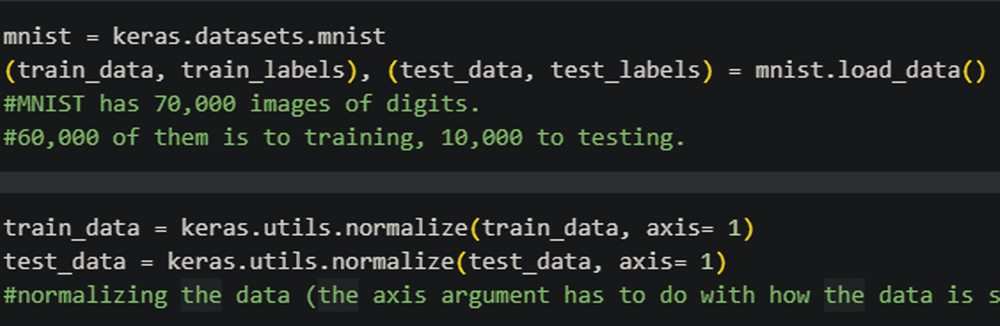 mnist = keras.datasets.mnist
(train_data, train_labels), (test_data, test_labels) = mnist.load_data()
#MNIST has 70,000 images of digits.
#60,000 of them is to training, 10,000 to testing.
train_data = keras.utils.normalize(train_data, axis= 1)
test_data = keras.utils.normalize(test_data, axis= 1)
#normalizing the data (the axis argument has to do with how the data is s